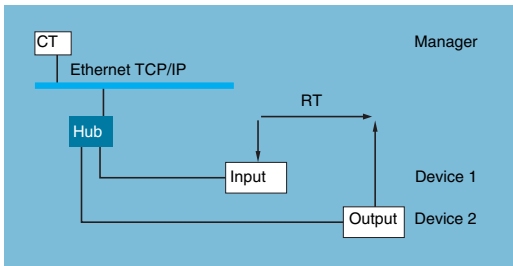 CT
Manager
Ethernet TCP/IP
RT
Hub
Input
Device 1
Output
Device 2